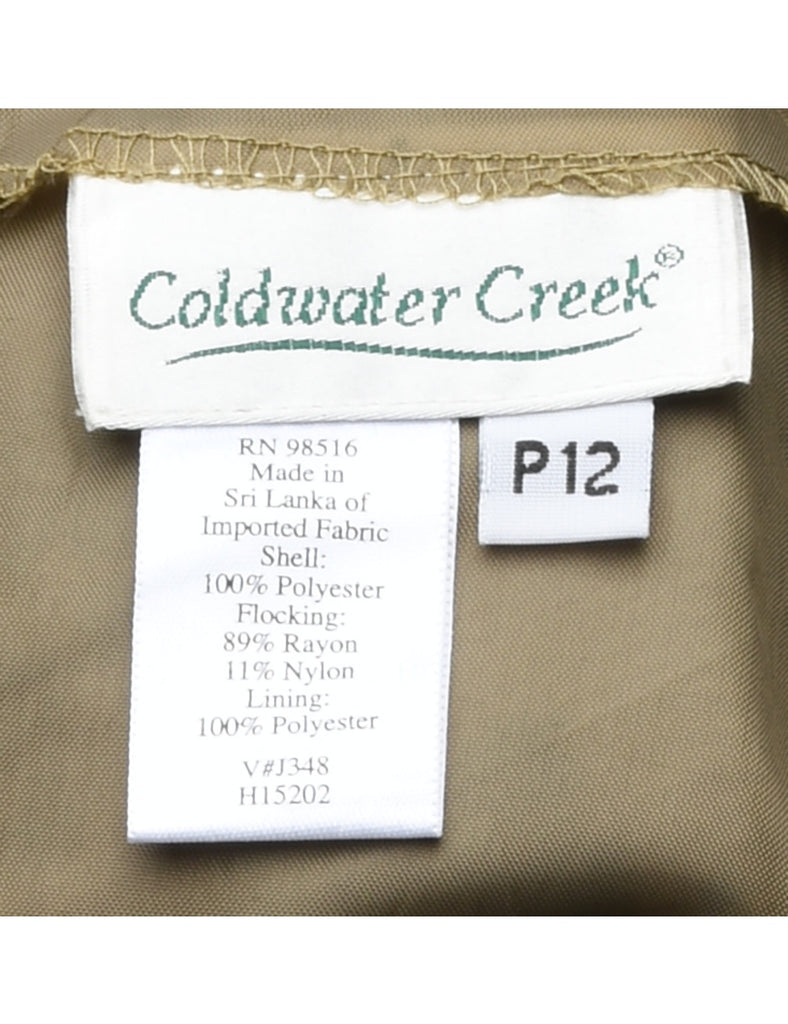 Coldwater Creek®
P12
RN 98516
Made in
Sri Lanka of
Imported Fabric
Shell:
100% Polyester
Flocking:
89% Rayon
11% Nylon
Lining:
100% Polyester
V#J348
H15202